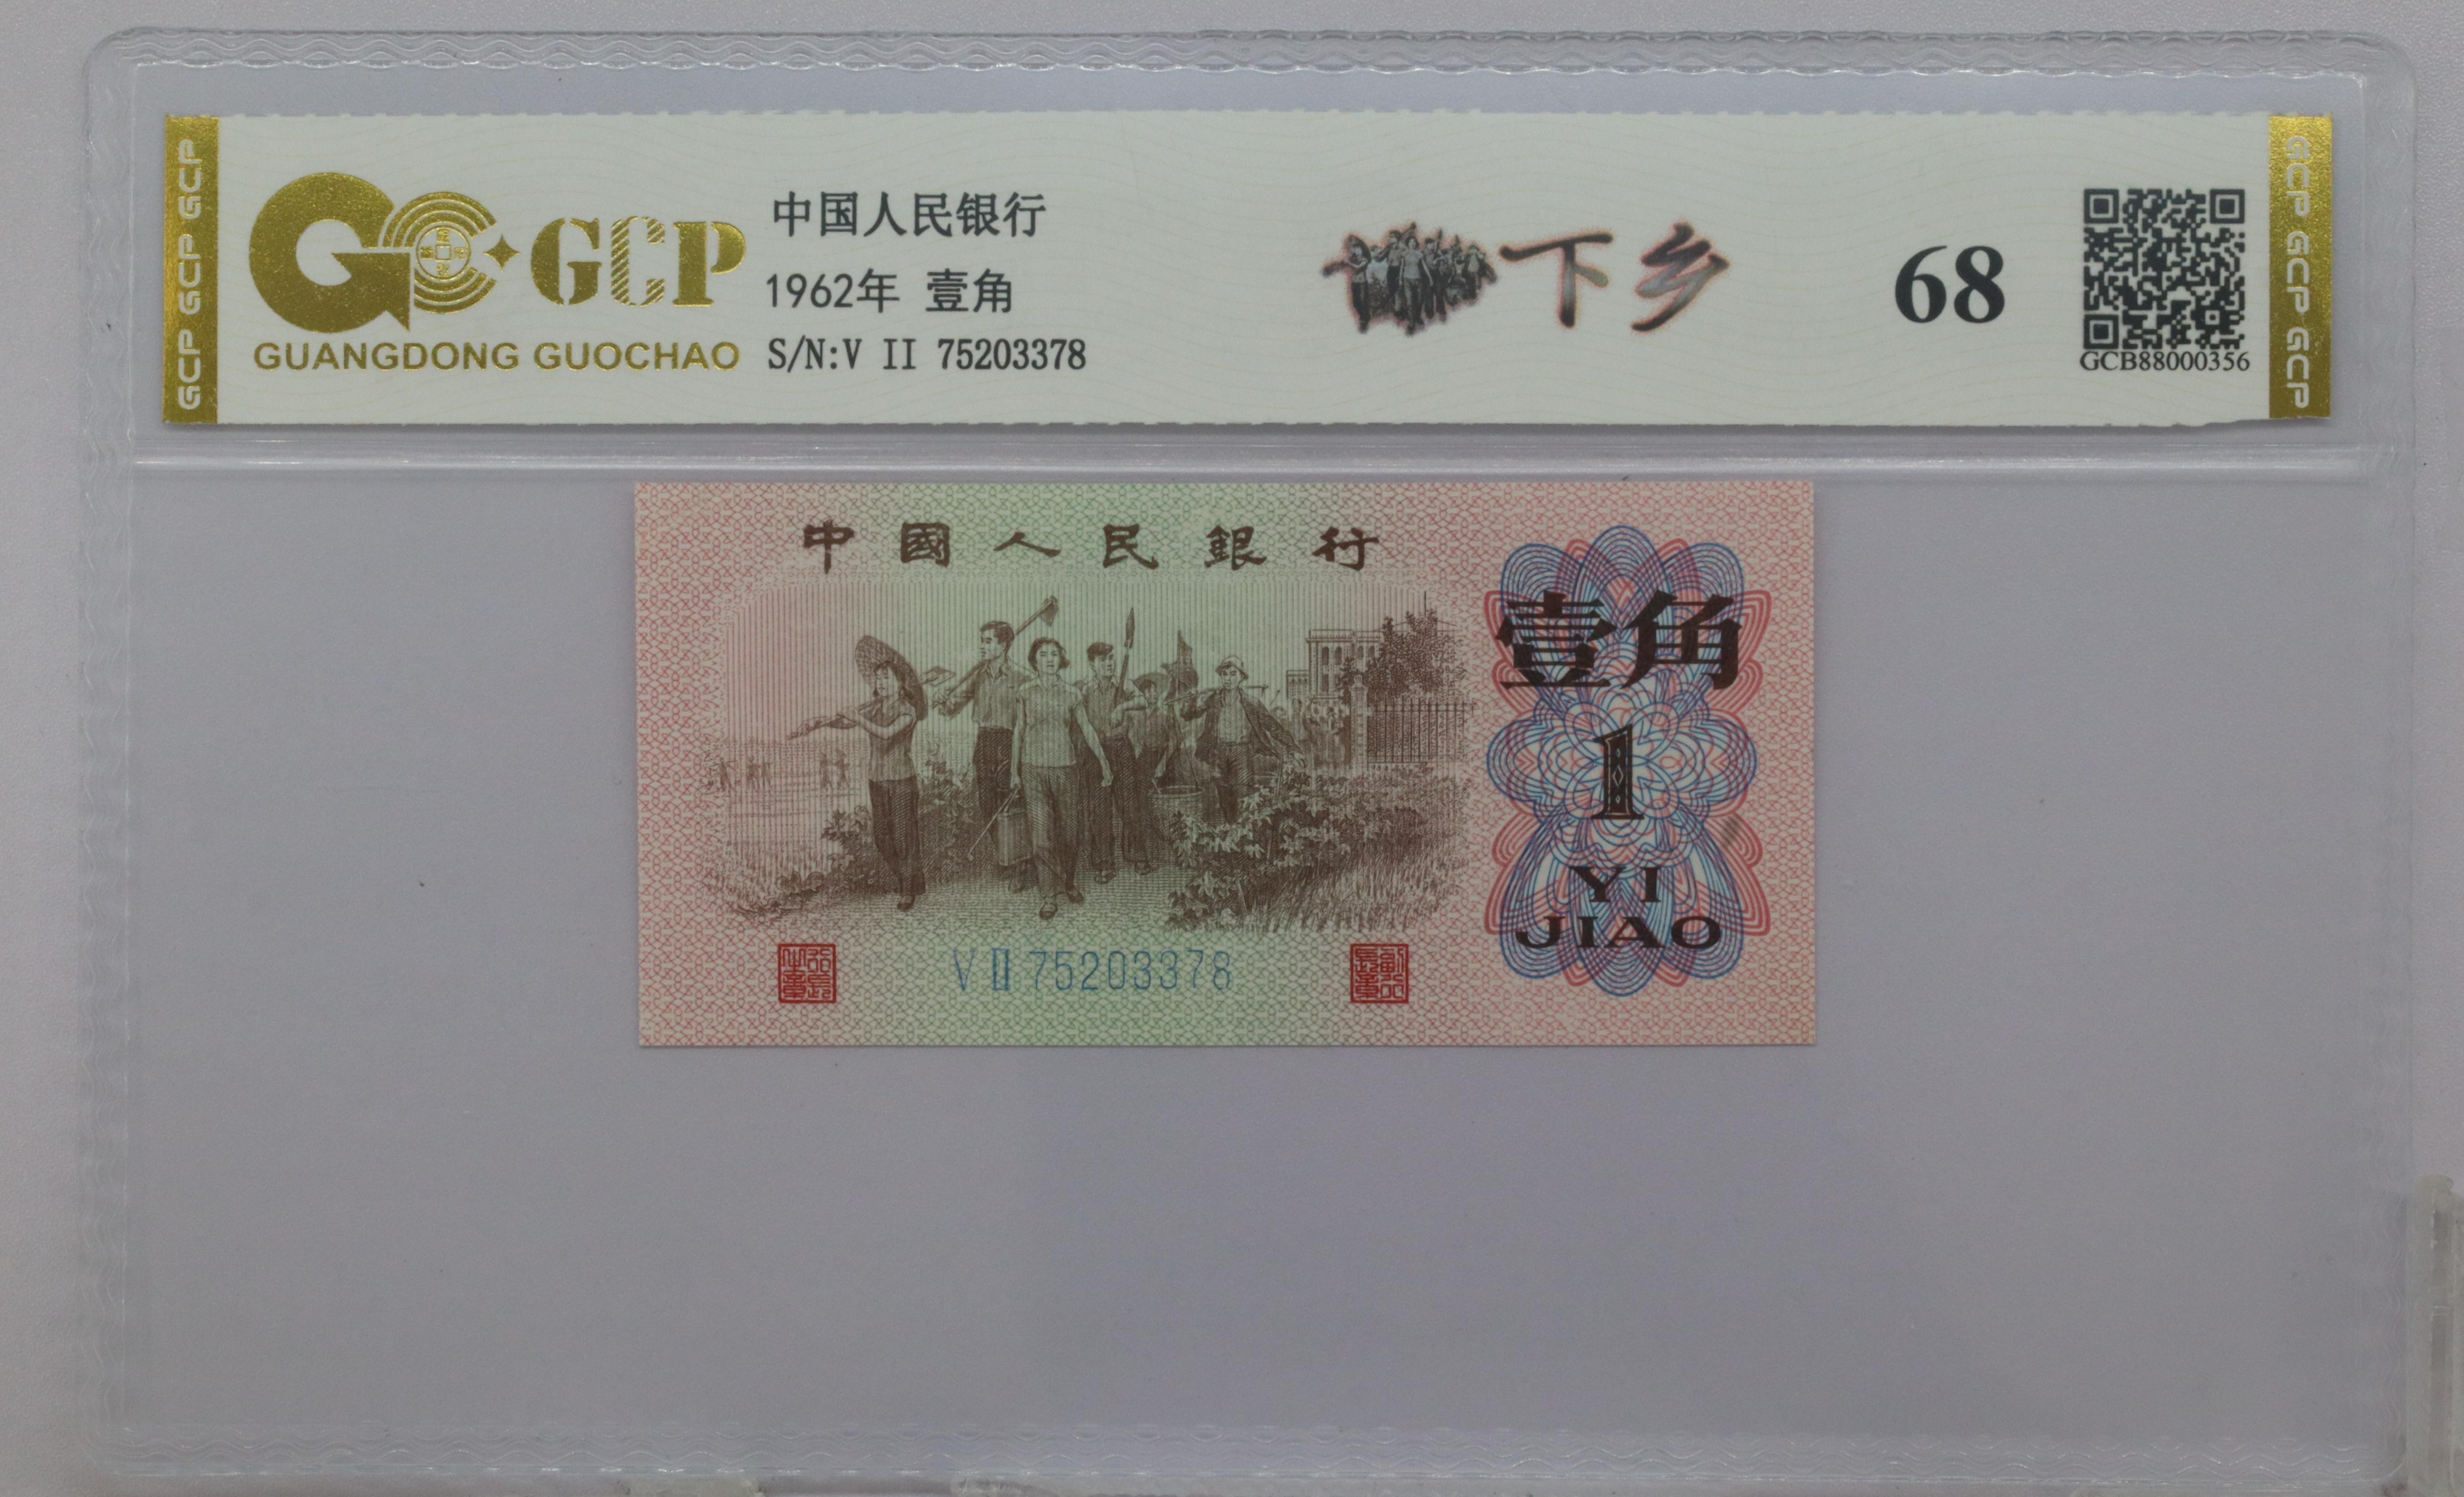 GCP GCP GCP
GCP
GUANGDONG GUOCHAO
中国人民银行
1962年 壹角
S/N:V II 75203378
下乡
68
GCB88000356
GCP GCP GCP
中國人民銀行
壹角
1
YI
JIAO
V II 75203378